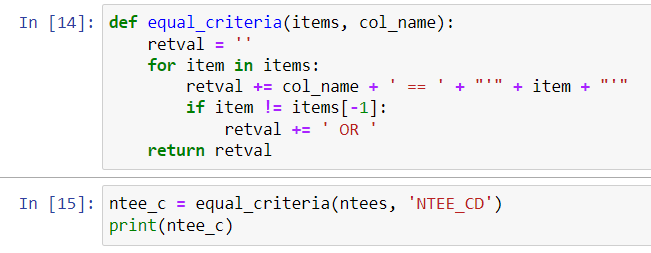 In [14]: def equal_criteria(items, col_name):
    retval = ''
    for item in items:
        retval += col_name + ' == ' + "'" + item + "'"
        if item != items[-1]:
            retval += ' OR '
    return retval
In [15]: ntee_c = equal_criteria(ntees, 'NTEE_CD')
print(ntee_c)